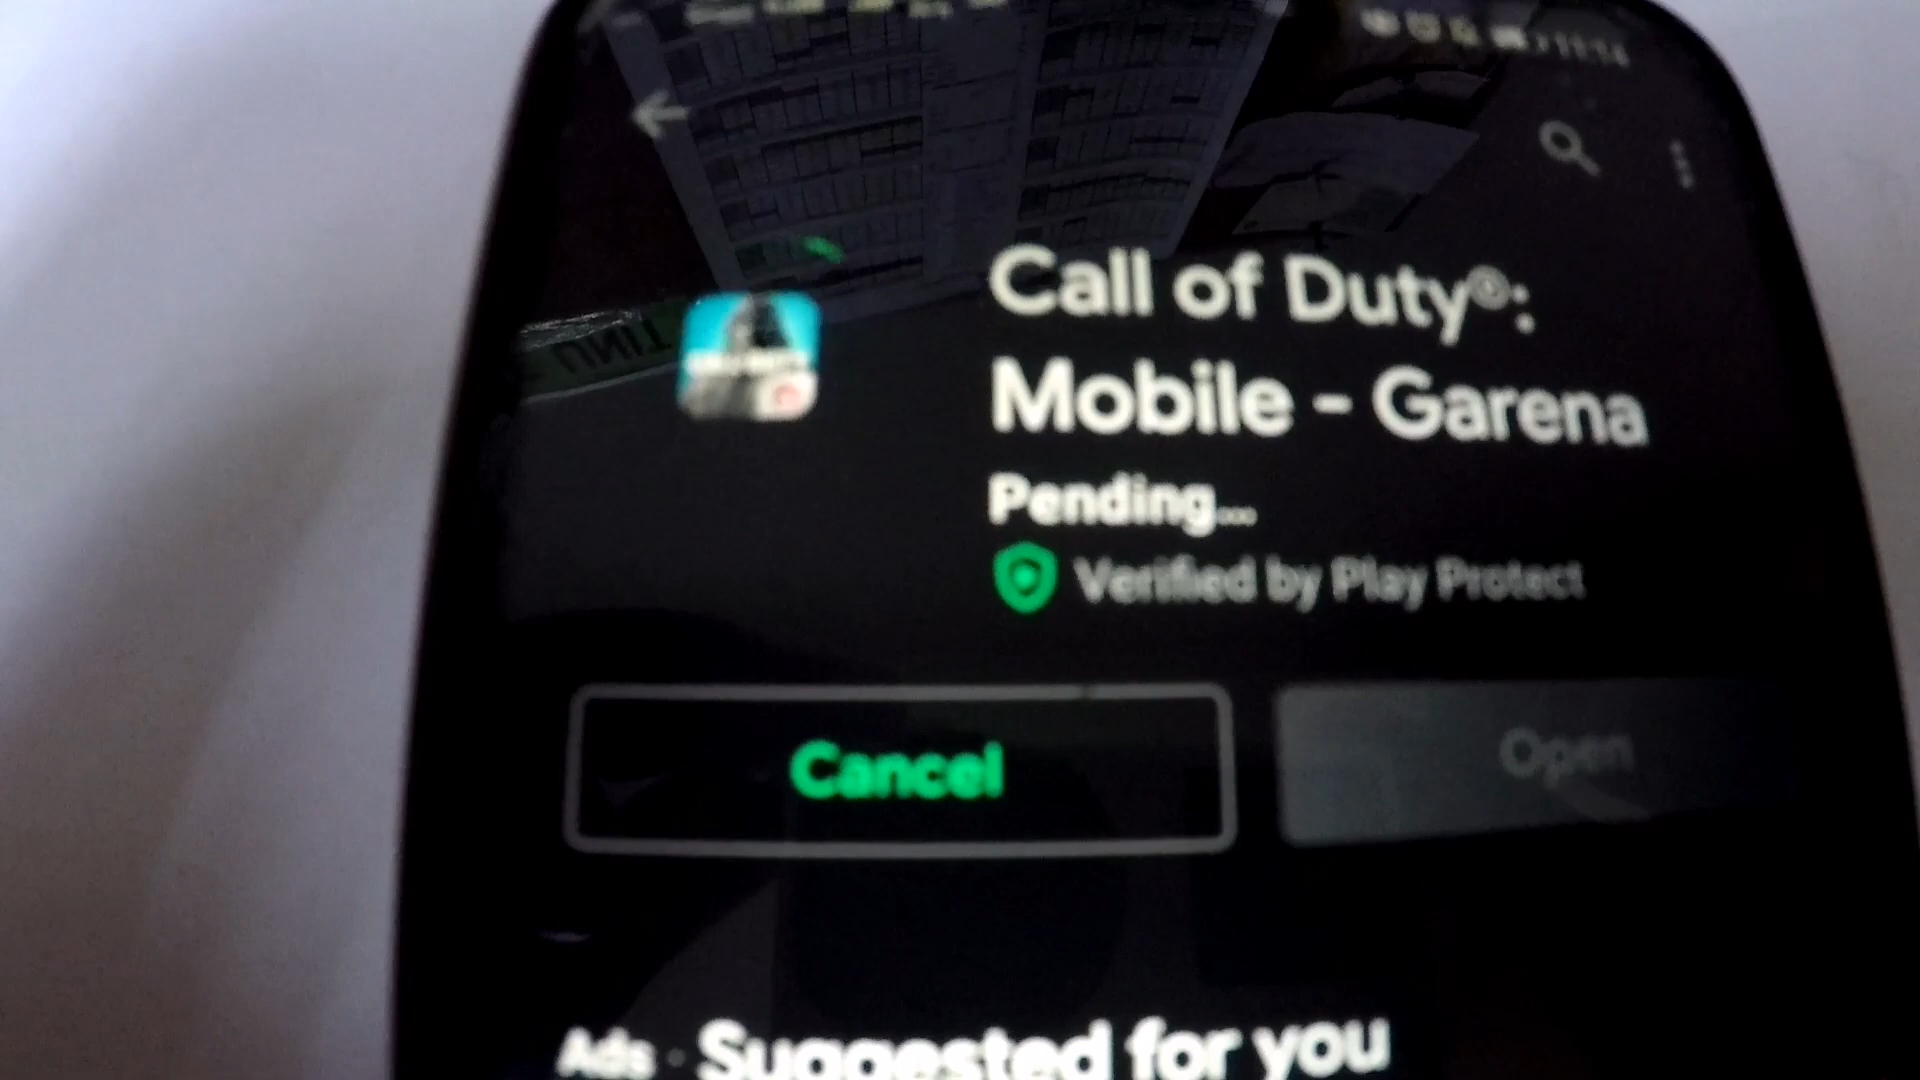 Call of Duty®:
Mobile - Garena
Pending...
Verified by Play Protect
Cancel
Open
Ads · Suggested for you